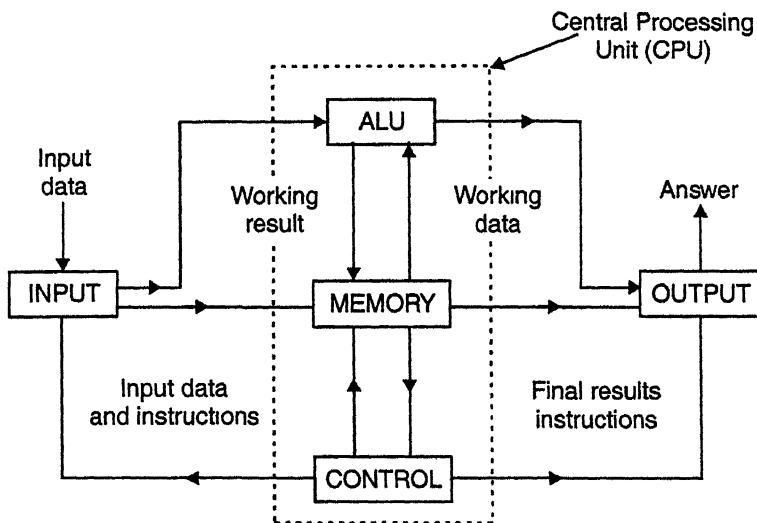 Central Processing
Unit (CPU)
ALU
Input
data
Working
result
Working
data
Answer
INPUT
MEMORY
OUTPUT
Input data
and instructions
Final results
instructions
CONTROL